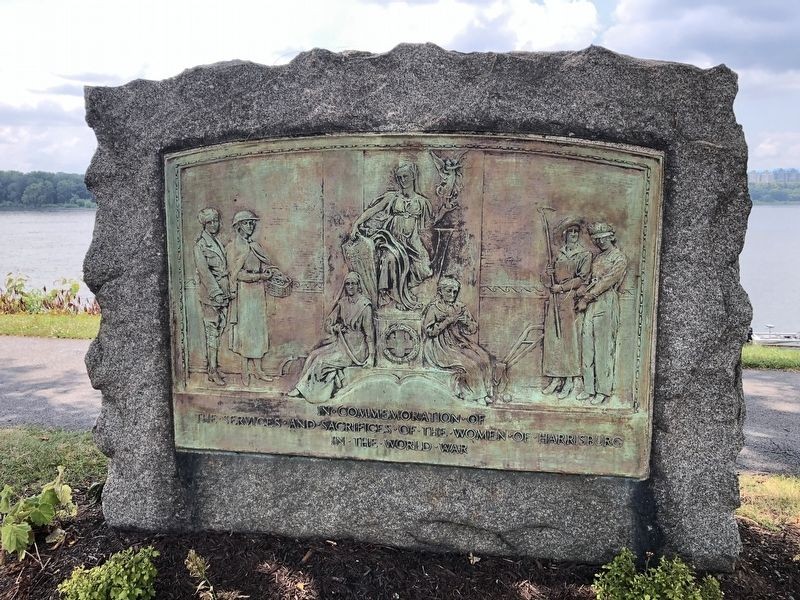 IN·COMMEMORATION·OF
THE·SERVICES·AND·SACRIFICES·OF·THE·WOMEN·OF·HARRISBURG
IN·THE·WORLD·WAR